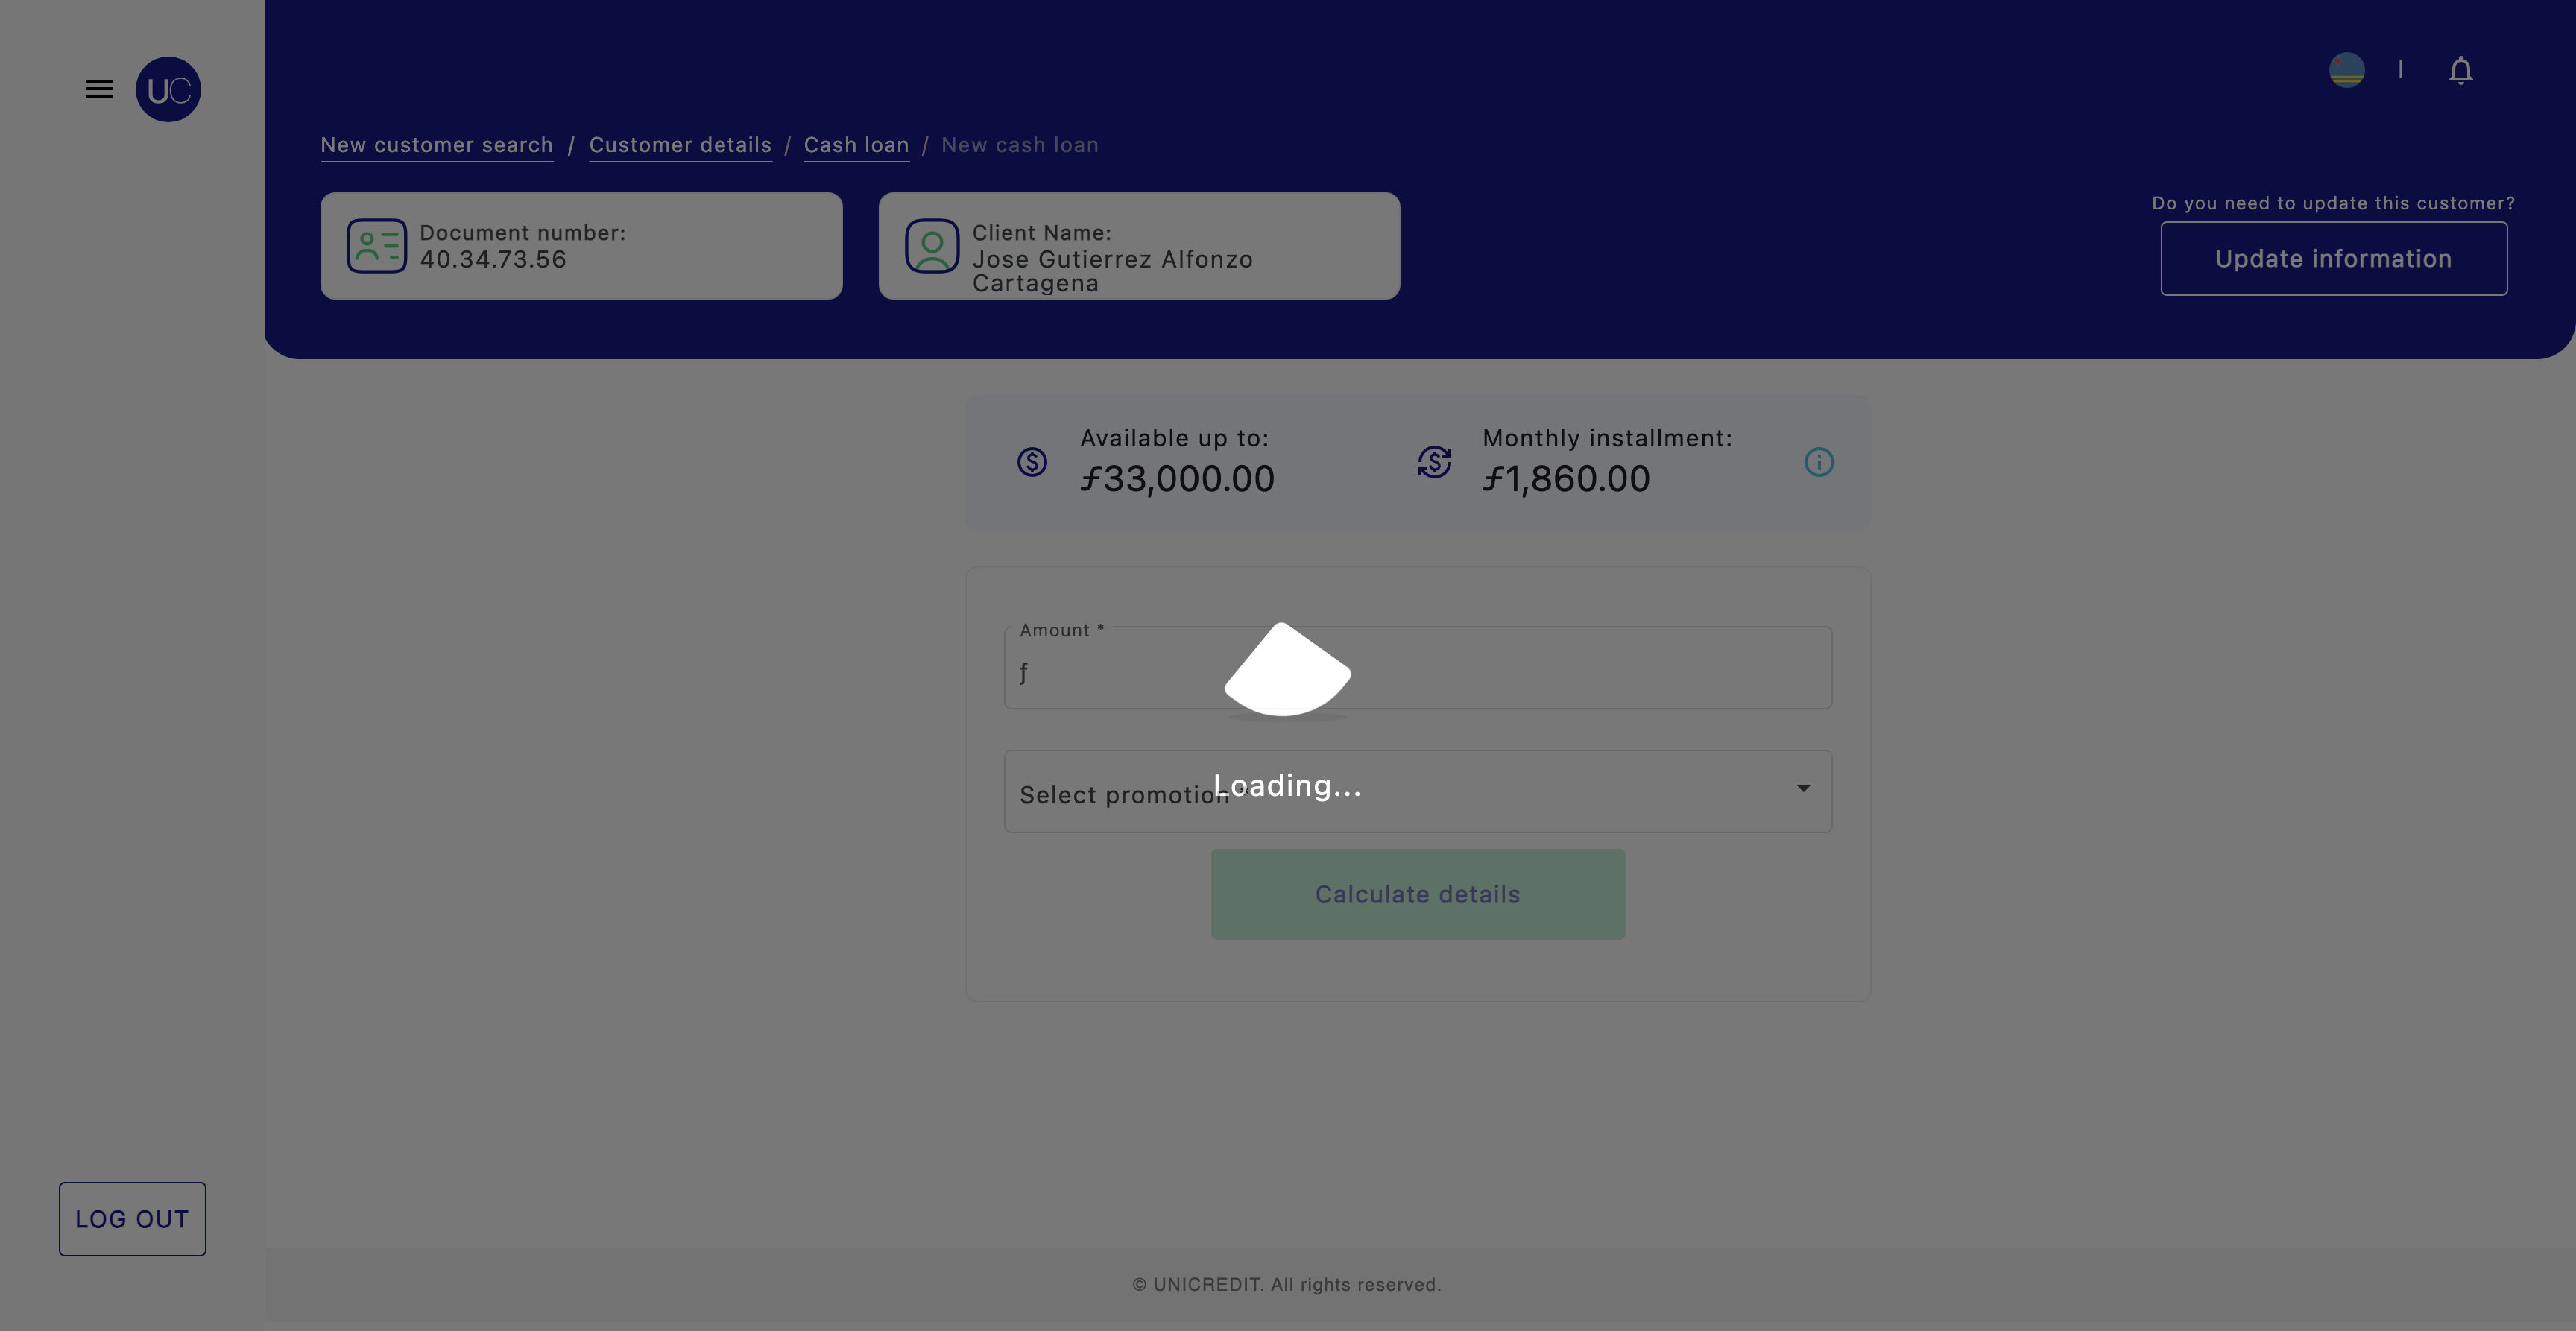 UC
New customer search / Customer details / Cash loan / New cash loan
Document number:
40.34.73.56
Client Name:
Jose Gutierrez Alfonzo
Cartagena
Do you need to update this customer?
Update information
Available up to:
ƒ33,000.00
Monthly installment:
ƒ1,860.00
Amount *
ƒ
Select promotion
Loading...
Calculate details
LOG OUT
© UNICREDIT. All rights reserved.